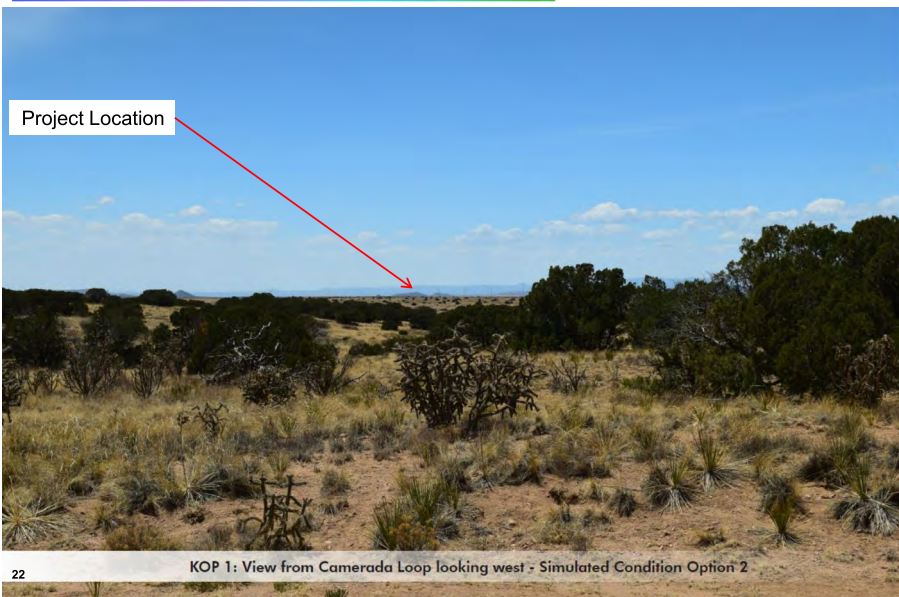 Project Location
KOP 1: View from Camerada Loop looking west - Simulated Condition Option 2
22